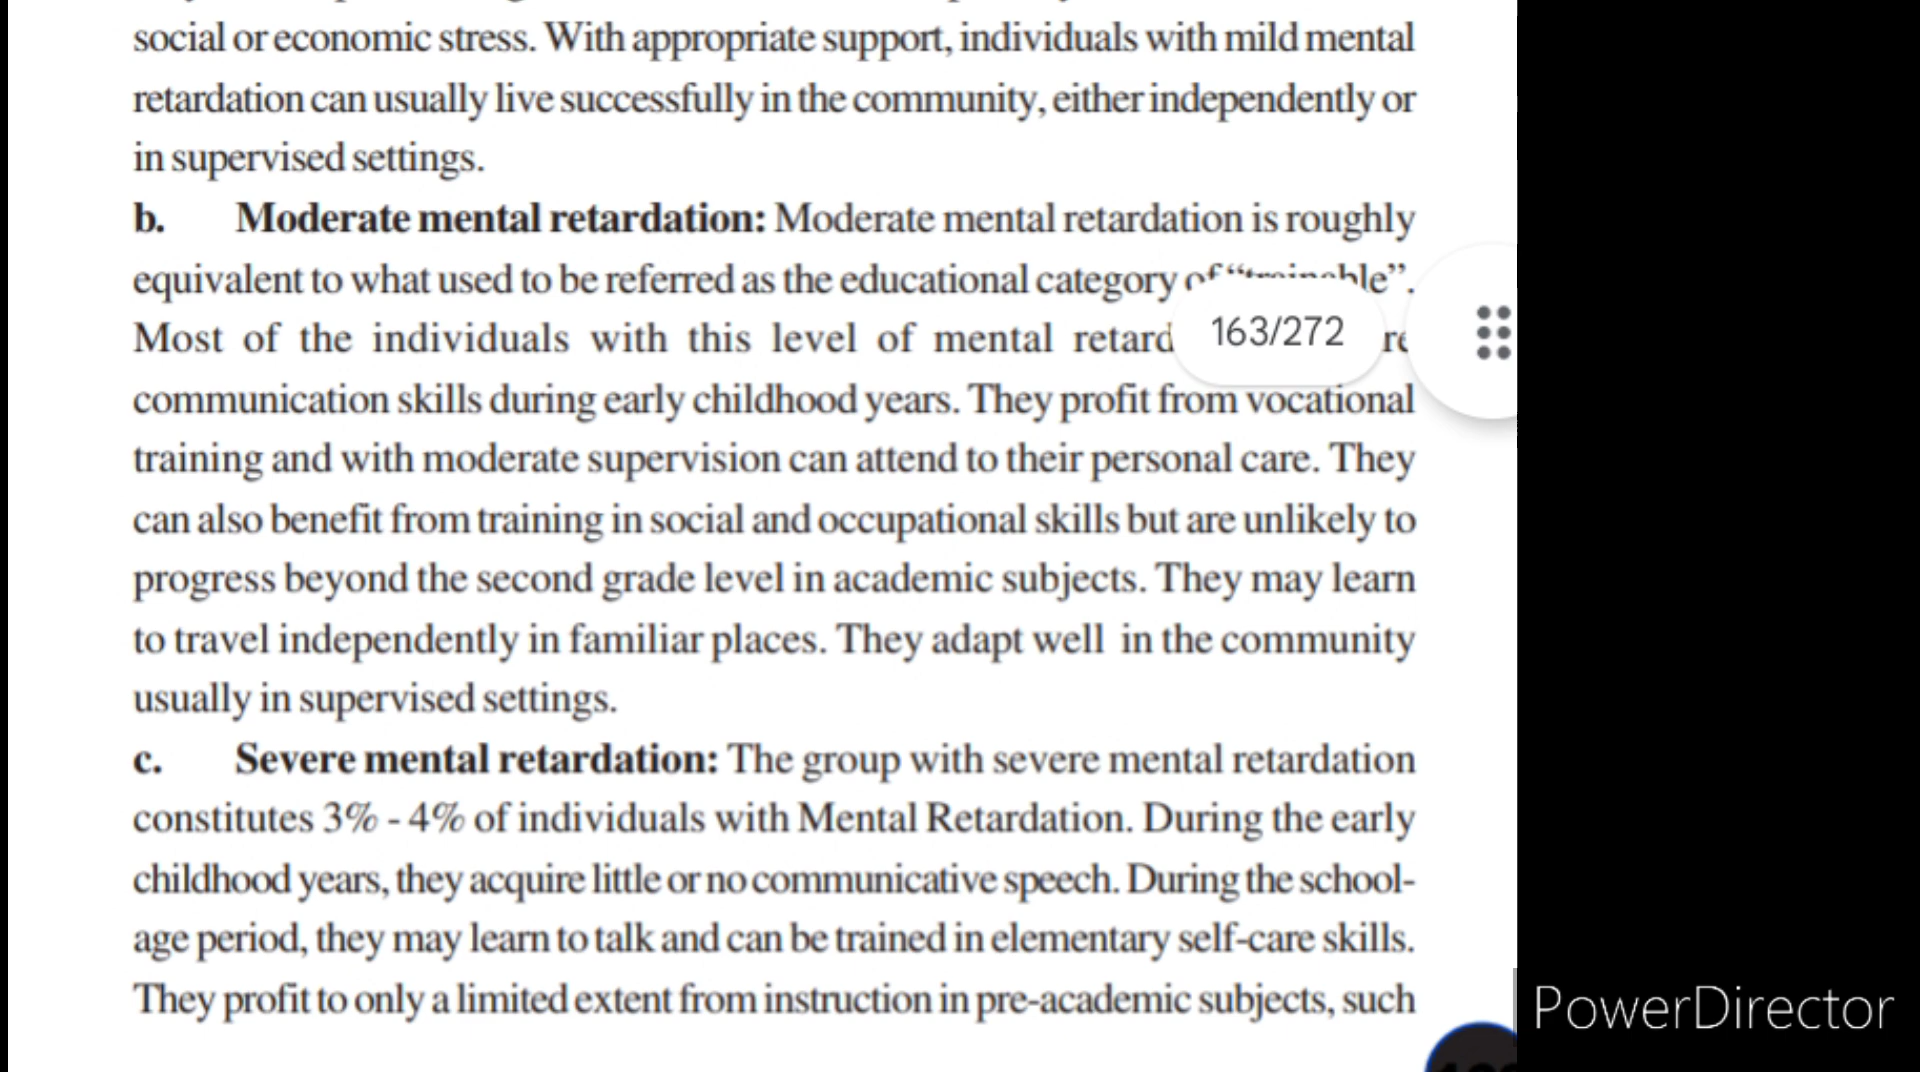 social or economic stress. With appropriate support, individuals with mild mental
retardation can usually live successfully in the community, either independently or
in supervised settings.
b. Moderate mental retardation: Moderate mental retardation is roughly
equivalent to what used to be referred as the educational category of
Most of the individuals with this level of mental
163/272
communication skills during early childhood years. They profit from vocational
training and with moderate supervision can attend to their personal care. They
can also benefit from training in social and occupational skills but are unlikely to
progress beyond the second grade level in academic subjects. They may learn
to travel independently in familiar places. They adapt well in the community
usually in supervised settings.
c. Severe mental retardation: The group with severe mental retardation
constitutes 3% - 4% of individuals with Mental Retardation. During the early
childhood years, they acquire little or no communicative speech. During the school-
age period, they may learn to talk and can be trained in elementary self-care skills.
They profit to only a limited extent from instruction in pre-academic subjects, such
PowerDirector